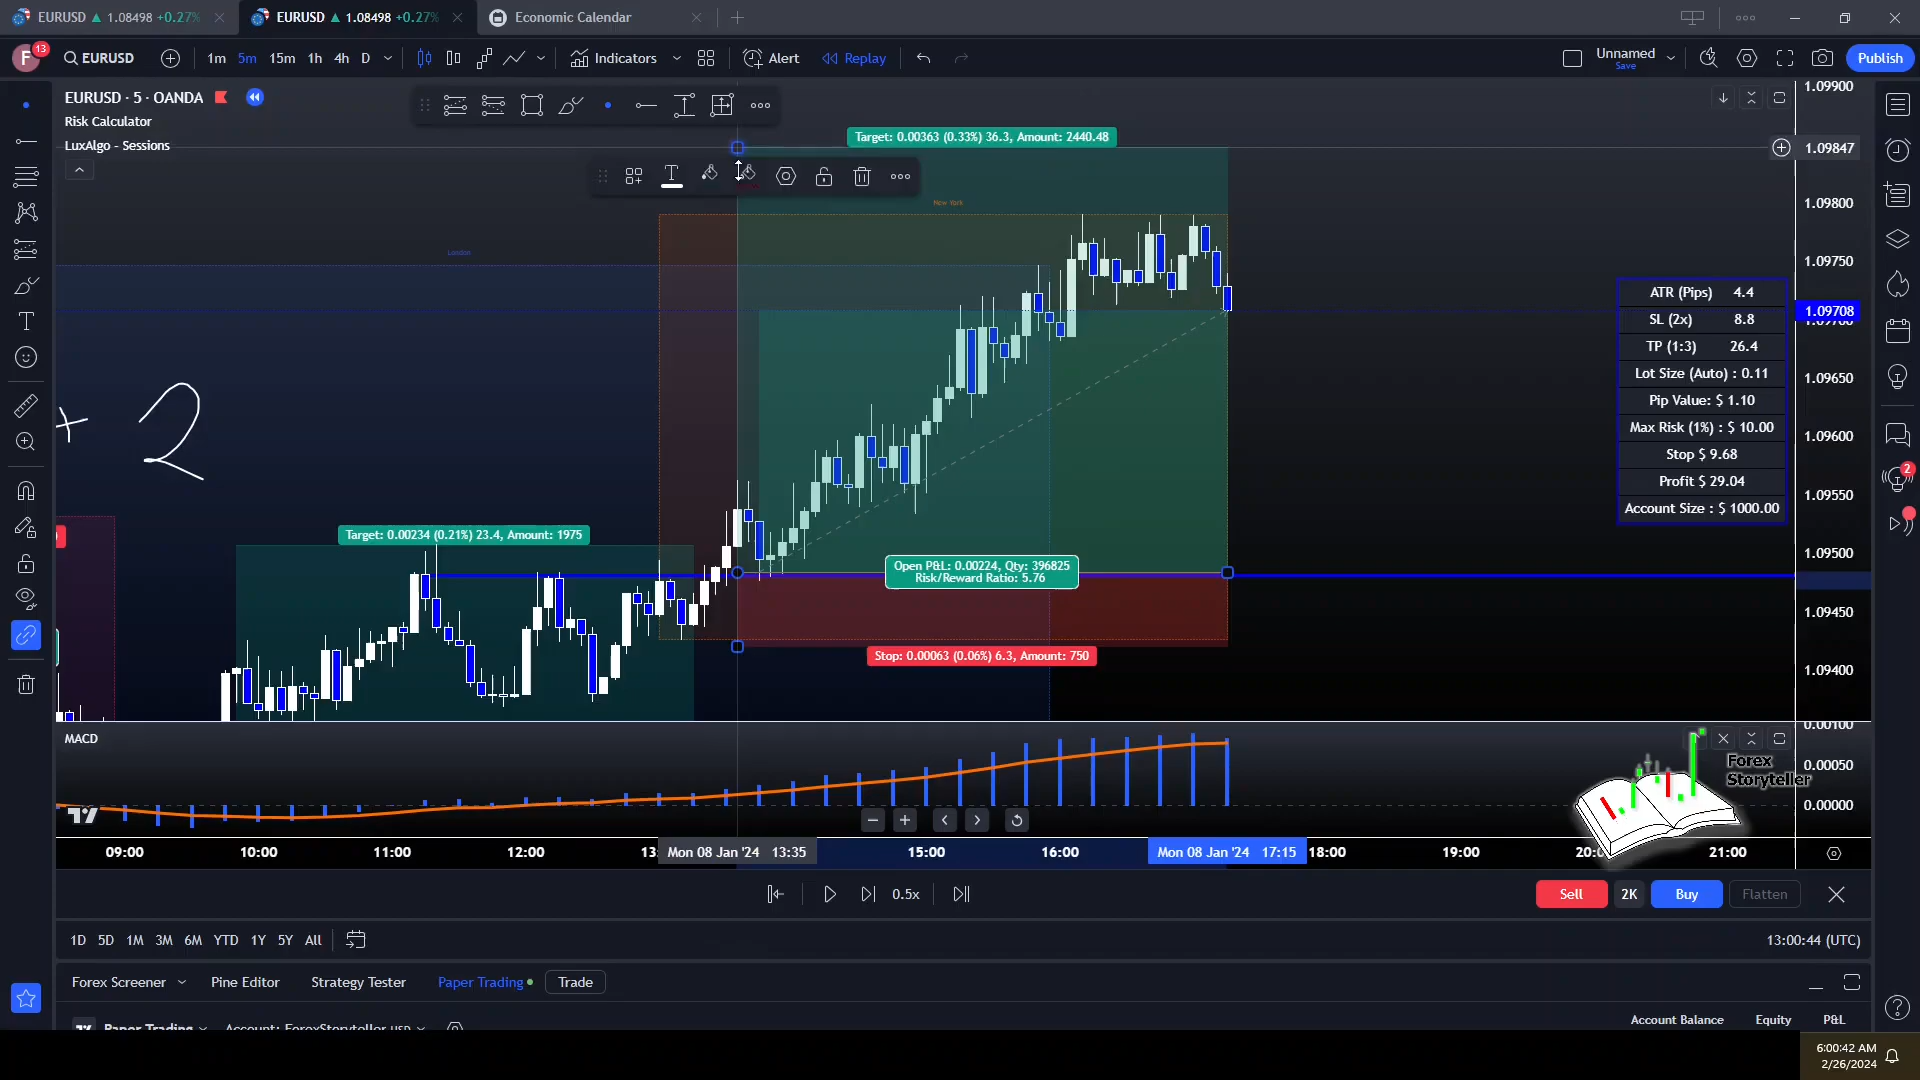 EURUSD ▲ 1.08498 +0.27%
EURUSD ▲ 1.08498 +0.27%
Economic Calendar
F
13
EURUSD
1m 5m 15m 1h 4h D
Indicators
Alert
Replay
Unnamed
Save
Publish
EURUSD · 5 · OANDA
Risk Calculator
LuxAlgo - Sessions
T
Target: 0.00363 (0.33%) 36.3, Amount: 2440.48
New York
London
+ 2
Target: 0.00234 (0.21%) 23.4, Amount: 1975
Open P&L: 0.00224, Qty: 396825
Risk/Reward Ratio: 5.76
Stop: 0.00063 (0.06%) 6.3, Amount: 750
ATR (Pips) 4.4
SL (2x) 8.8
TP (1:3) 26.4
Lot Size (Auto) : 0.11
Pip Value: $ 1.10
Max Risk (1%) : $ 10.00
Stop $ 9.68
Profit $ 29.04
Account Size : $ 1000.00
1.09900
1.09847
1.09800
1.09750
1.09708
1.09650
1.09600
1.09550
1.09500
1.09450
1.09400
2
MACD
0.00100
0.00050
0.00000
Forex
Storyteller
09:00 10:00 11:00 12:00 Mon 08 Jan '24 13:35 15:00 16:00 Mon 08 Jan '24 17:15 18:00 19:00 21:00
0.5x
Sell 2K Buy Flatten
1D 5D 1M 3M 6M YTD 1Y 5Y All
13:00:44 (UTC)
Forex Screener Pine Editor Strategy Tester Paper Trading Trade
Paper Trading Account: ForexStoryteller USD
Account Balance Equity P&L
6:00:42 AM
2/26/2024